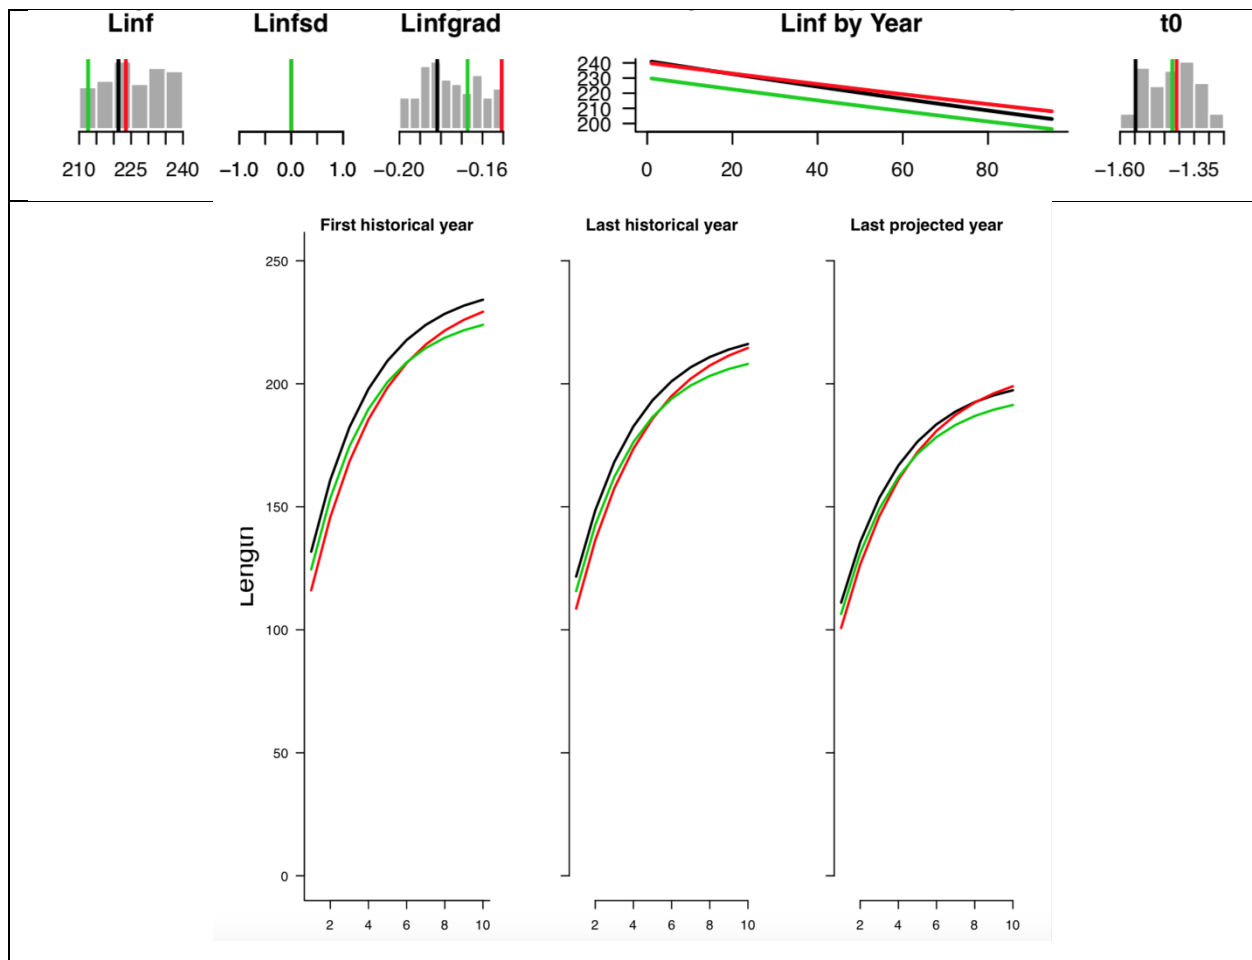 Linf Linfsd Linfgrad Linf by Year t0
240
230
220
210
200
210 225 240 −1.0 0.0 1.0 −0.20 −0.16 0 20 40 60 80 −1.60 −1.35
First historical year Last historical year Last projected year
250
200
150
100
50
0
Length
2 4 6 8 10 2 4 6 8 10 2 4 6 8 10